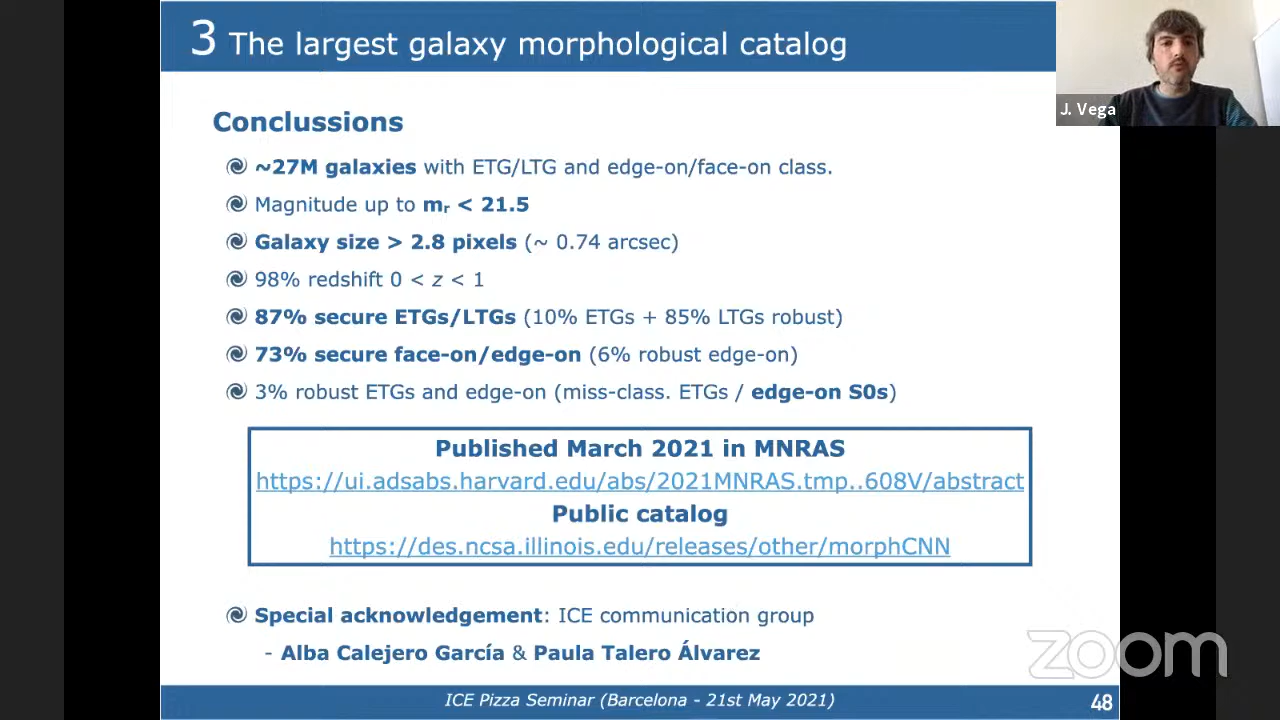 3 The largest galaxy morphological catalog
J. Vega
Conclussions
~27M galaxies with ETG/LTG and edge-on/face-on class.
Magnitude up to mᵣ < 21.5
Galaxy size > 2.8 pixels (~ 0.74 arcsec)
98% redshift 0 < z < 1
87% secure ETGs/LTGs (10% ETGs + 85% LTGs robust)
73% secure face-on/edge-on (6% robust edge-on)
3% robust ETGs and edge-on (miss-class. ETGs / edge-on S0s)
Published March 2021 in MNRAS
https://ui.adsabs.harvard.edu/abs/2021MNRAS.tmp..608V/abstract
Public catalog
https://des.ncsa.illinois.edu/releases/other/morphCNN
Special acknowledgement: ICE communication group
- Alba Calejero García & Paula Talero Álvarez
zoom
ICE Pizza Seminar (Barcelona - 21st May 2021)
48